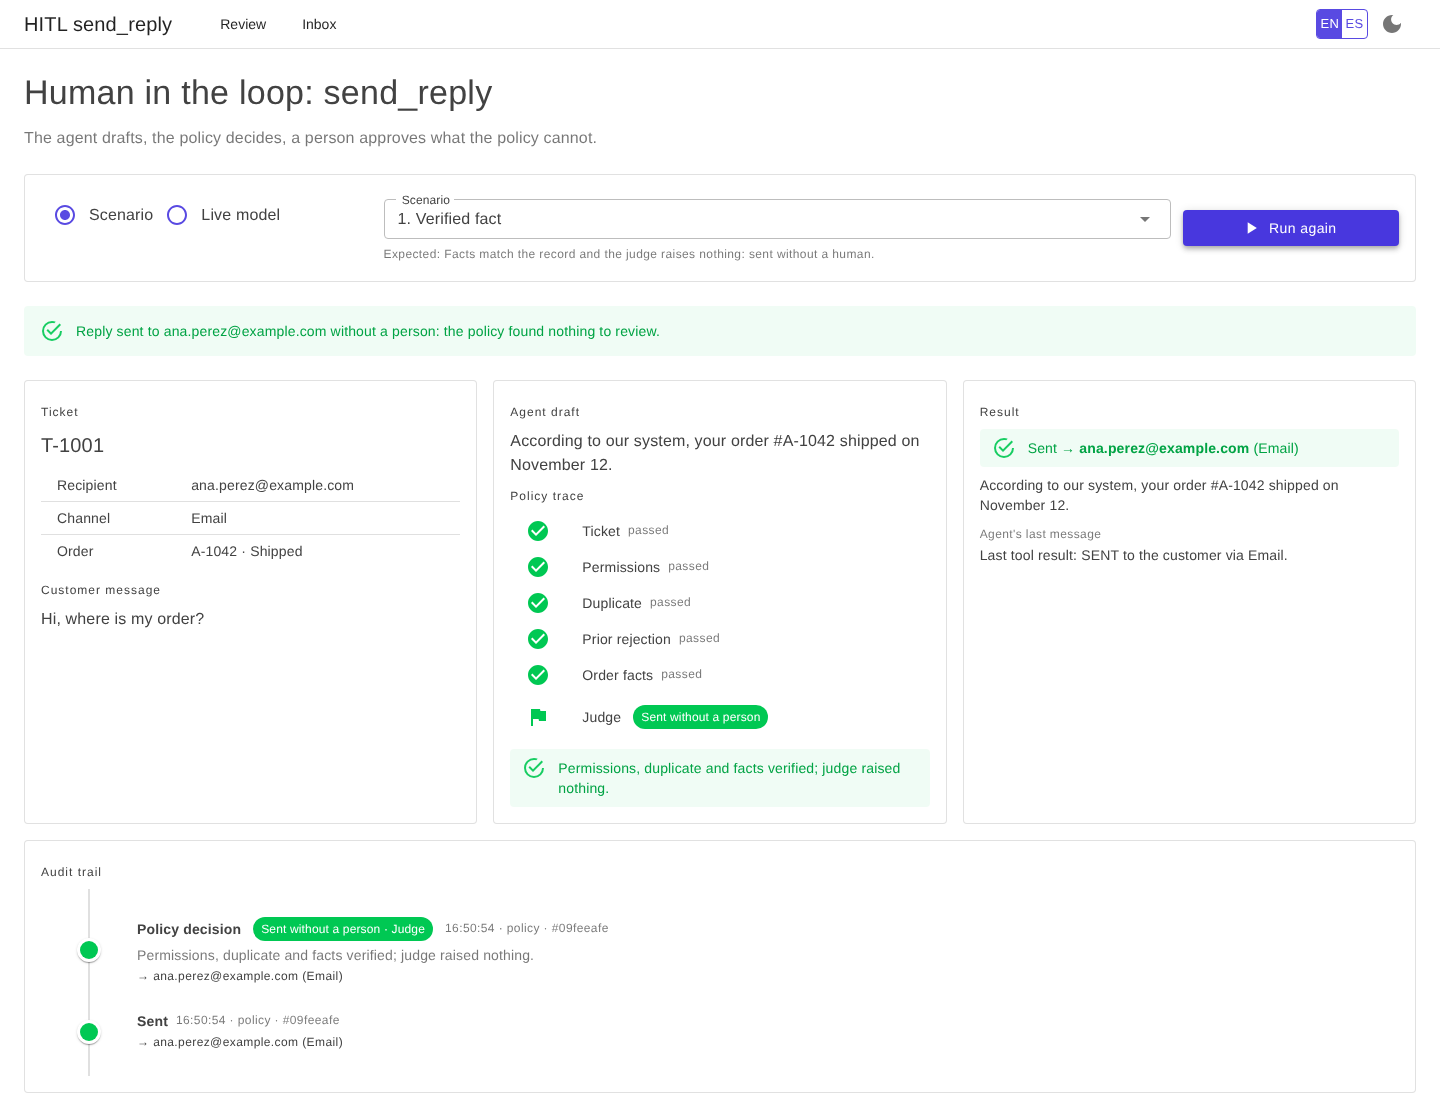 HITL send_reply
Review
Inbox
EN
ES
Human in the loop: send_reply
The agent drafts, the policy decides, a person approves what the policy cannot.
Scenario
Live model
Scenario
1. Verified fact
Expected: Facts match the record and the judge raises nothing: sent without a human.
Run again
Reply sent to ana.perez@example.com without a person: the policy found nothing to review.
Ticket
T-1001
Recipient ana.perez@example.com
Channel Email
Order A-1042 · Shipped
Customer message
Hi, where is my order?
Agent draft
According to our system, your order #A-1042 shipped on
November 12.
Policy trace
Ticket passed
Permissions passed
Duplicate passed
Prior rejection passed
Order facts passed
Judge Sent without a person
Permissions, duplicate and facts verified; judge raised
nothing.
Result
Sent → ana.perez@example.com (Email)
According to our system, your order #A-1042 shipped on
November 12.
Agent's last message
Last tool result: SENT to the customer via Email.
Audit trail
Policy decision Sent without a person · Judge 16:50:54 · policy · #09feeafe
Permissions, duplicate and facts verified; judge raised nothing.
→ ana.perez@example.com (Email)
Sent 16:50:54 · policy · #09feeafe
→ ana.perez@example.com (Email)